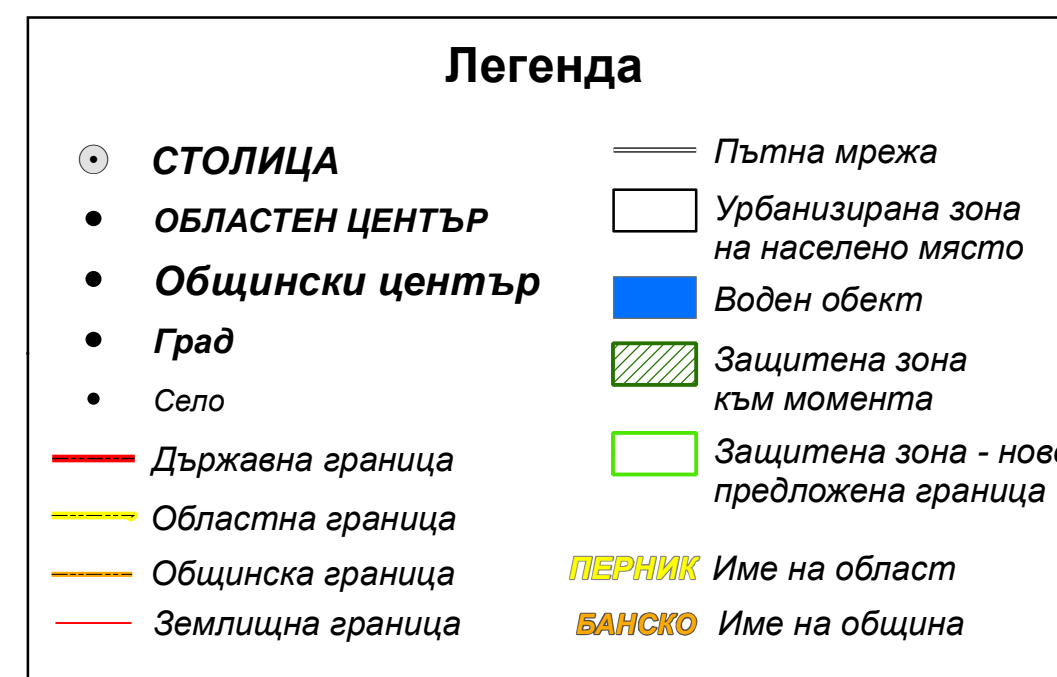 Легенда
СТОЛИЦА
ОБЛАСТЕН ЦЕНТЪР
Общински център
Град
Село
Държавна граница
Областна граница
Общинска граница
Землищна граница
Пътна мрежа
Урбанизирана зона
на населено място
Воден обект
Защитена зона
към момента
Защитена зона -
предложена граница
ПЕРНИК Име на област
БАНСКО Име на община